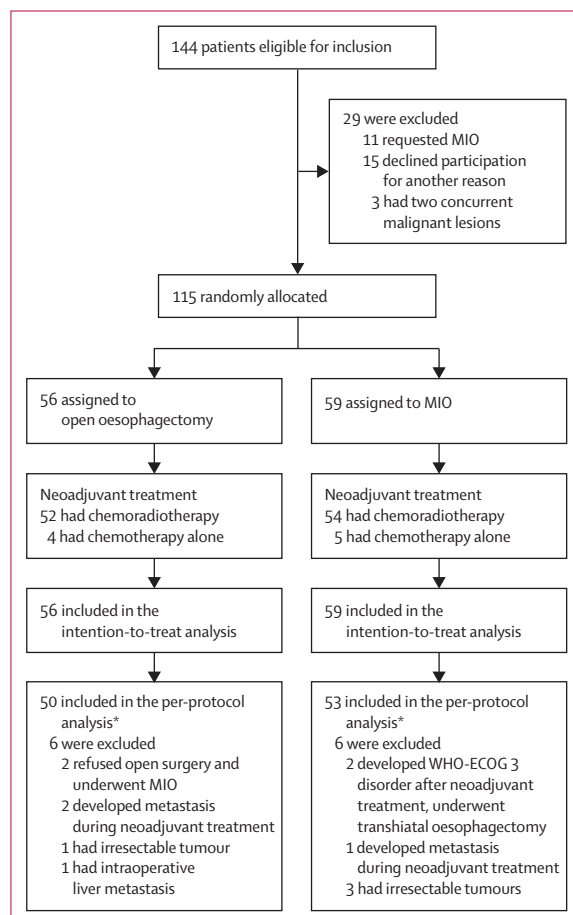 144 patients eligible for inclusion
29 were excluded
11 requested MIO
15 declined participation
for another reason
3 had two concurrent
malignant lesions
115 randomly allocated
56 assigned to
open oesophagectomy
59 assigned to MIO
Neoadjuvant treatment
52 had chemoradiotherapy
4 had chemotherapy alone
Neoadjuvant treatment
54 had chemoradiotherapy
5 had chemotherapy alone
56 included in the
intention-to-treat analysis
59 included in the
intention-to-treat analysis
50 included in the per-protocol
analysis*
6 were excluded
2 refused open surgery and
underwent MIO
2 developed metastasis
during neoadjuvant treatment
1 had irresectable tumour
1 had intraoperative
liver metastasis
53 included in the per-protocol
analysis*
6 were excluded
2 developed WHO-ECOG 3
disorder after neoadjuvant
treatment, underwent
transhiatal oesophagectomy
1 developed metastasis
during neoadjuvant treatment
3 had irresectable tumours